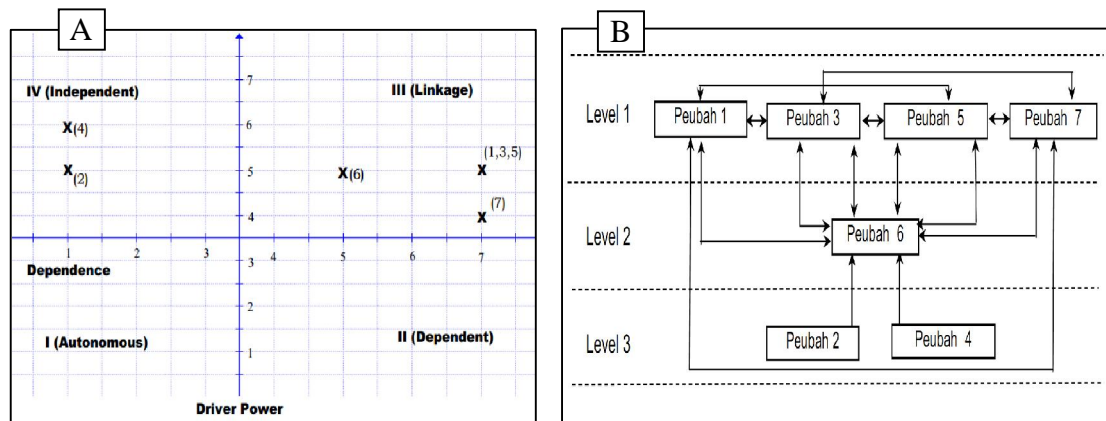 A
IV (Independent)
III (Linkage)
7
6
5
4
(4)
(2)
(6)
(1,3,5)
(7)
1
2
3
4
5
6
7
3
2
1
Dependence
I (Autonomous)
II (Dependent)
Driver Power
B
Level 1
Peubah 1
Peubah 3
Peubah 5
Peubah 7
Level 2
Peubah 6
Level 3
Peubah 2
Peubah 4